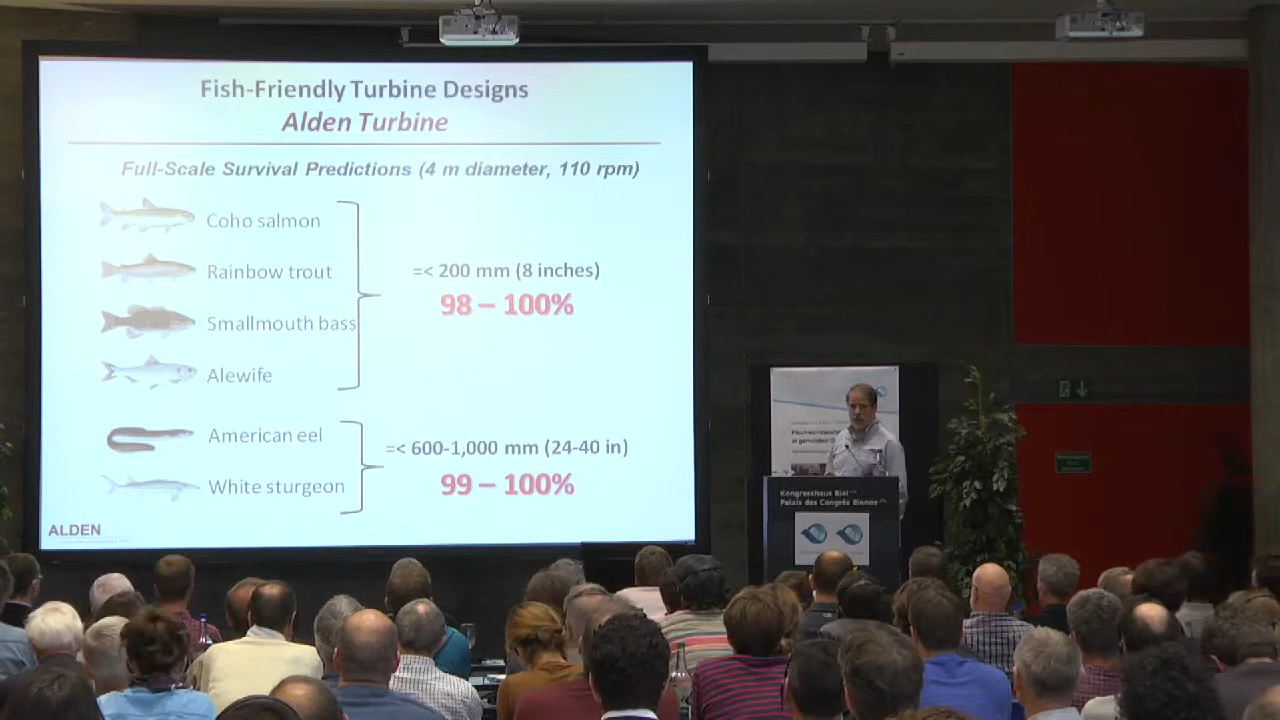 Fish-Friendly Turbine Designs
Alden Turbine
Full-Scale Survival Predictions (4 m diameter, 110 rpm)
Coho salmon
Rainbow trout
Smallmouth bass
Alewife
=< 200 mm (8 inches)
98 – 100%
American eel
White sturgeon
=< 600-1,000 mm (24-40 in)
99 – 100%
ALDEN
Kongresshaus Biel
Palais des Congrès Bienne